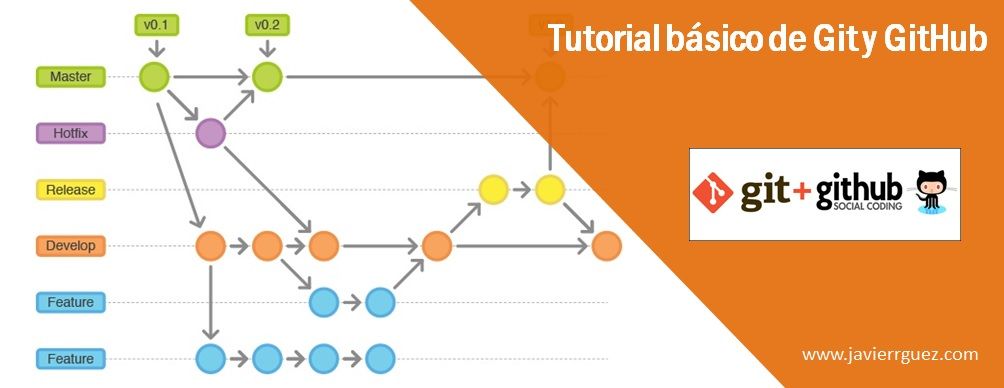 v0.1
v0.2
Tutorial básico de Git y GitHub
Master
Hotfix
Release
Develop
Feature
Feature
git + github
SOCIAL CODING
www.javierrguez.com